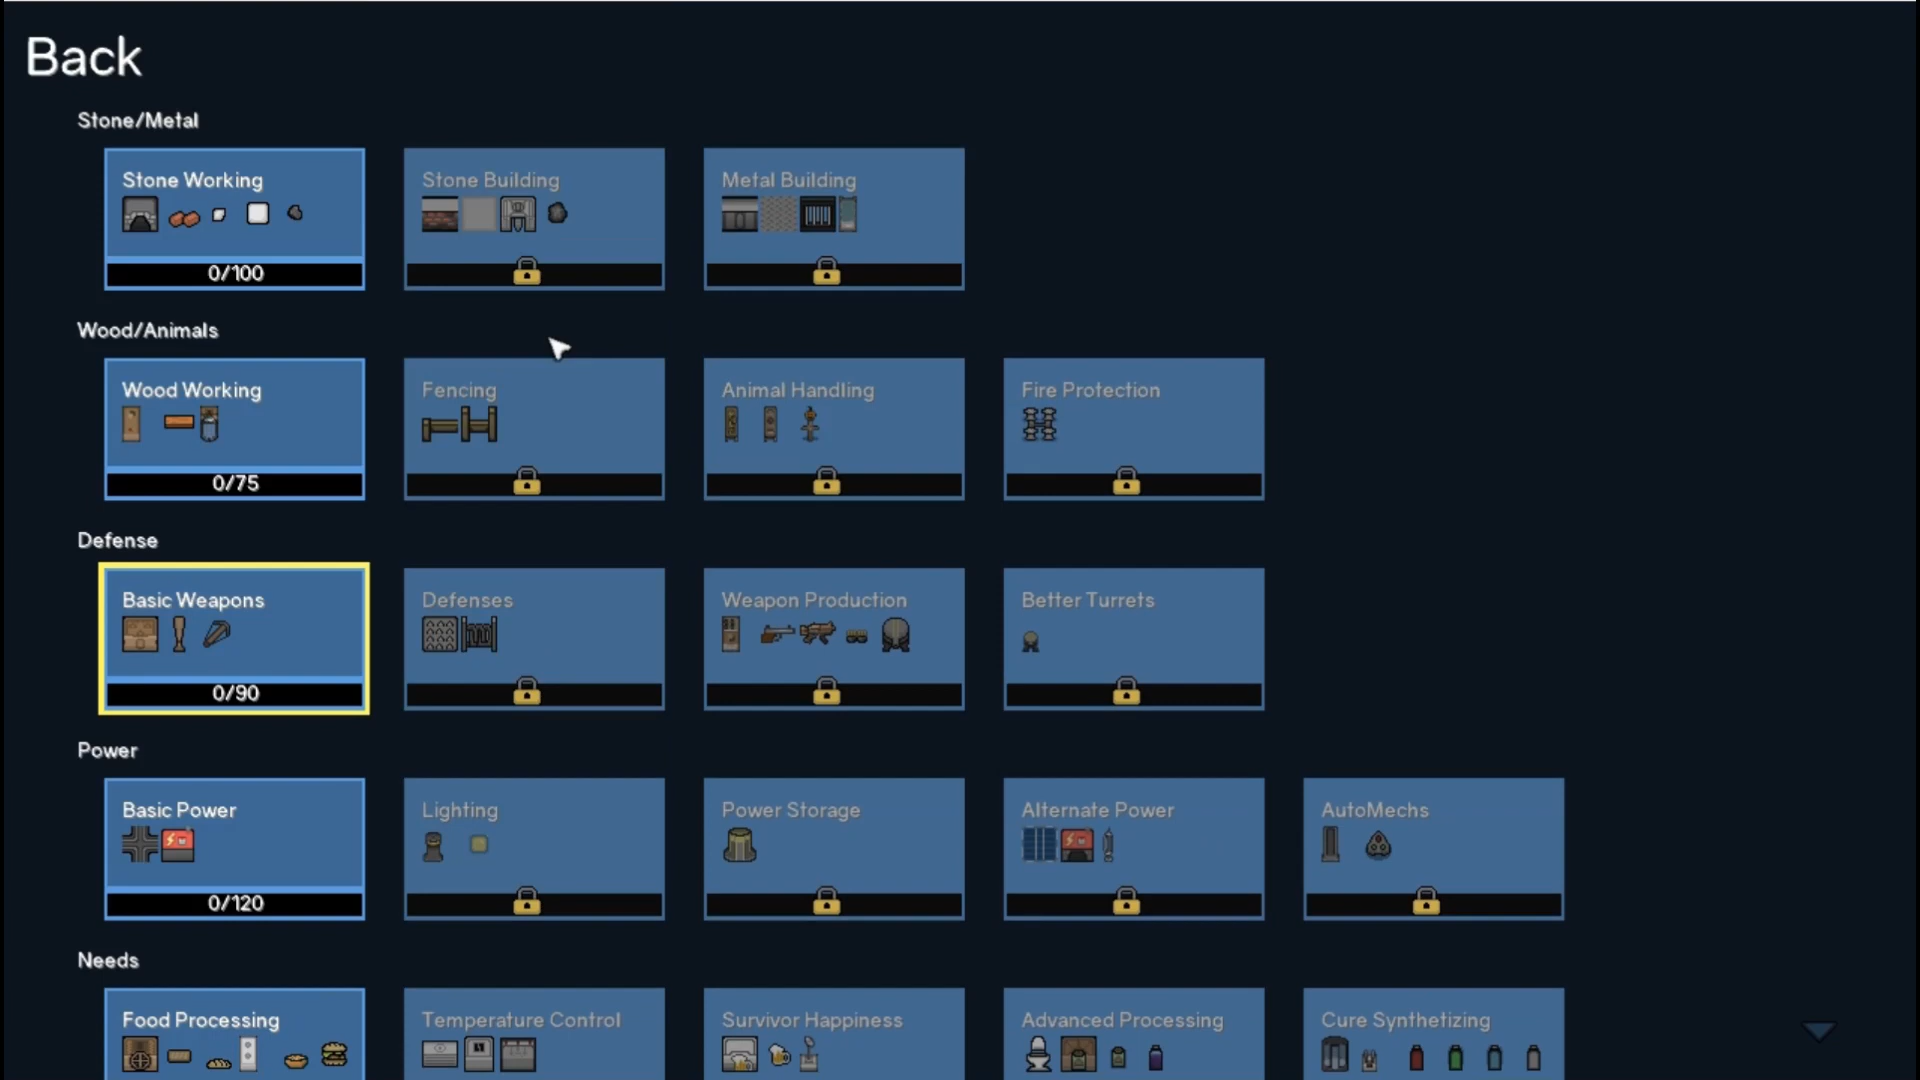 Back
Stone/Metal
Stone Working
Stone Building
Metal Building
0/100
Wood/Animals
Wood Working
Fencing
Animal Handling
Fire Protection
0/75
Defense
Basic Weapons
Defenses
Weapon Production
Better Turrets
0/90
Power
Basic Power
Lighting
Power Storage
Alternate Power
AutoMechs
0/120
Needs
Food Processing
Temperature Control
Survivor Happiness
Advanced Processing
Cure Synthetizing